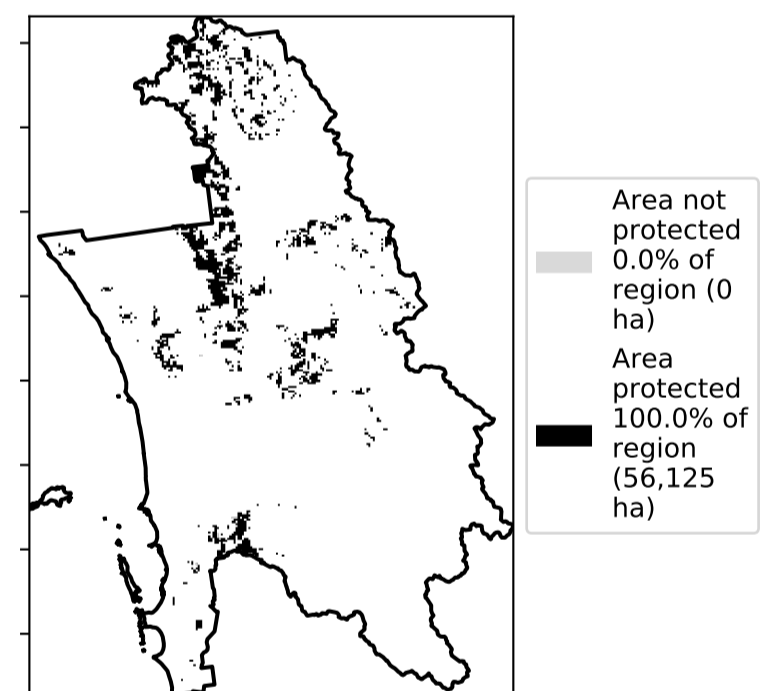 Area not
protected
0.0% of
region (0
ha)
Area
protected
100.0% of
region
(56,125
ha)